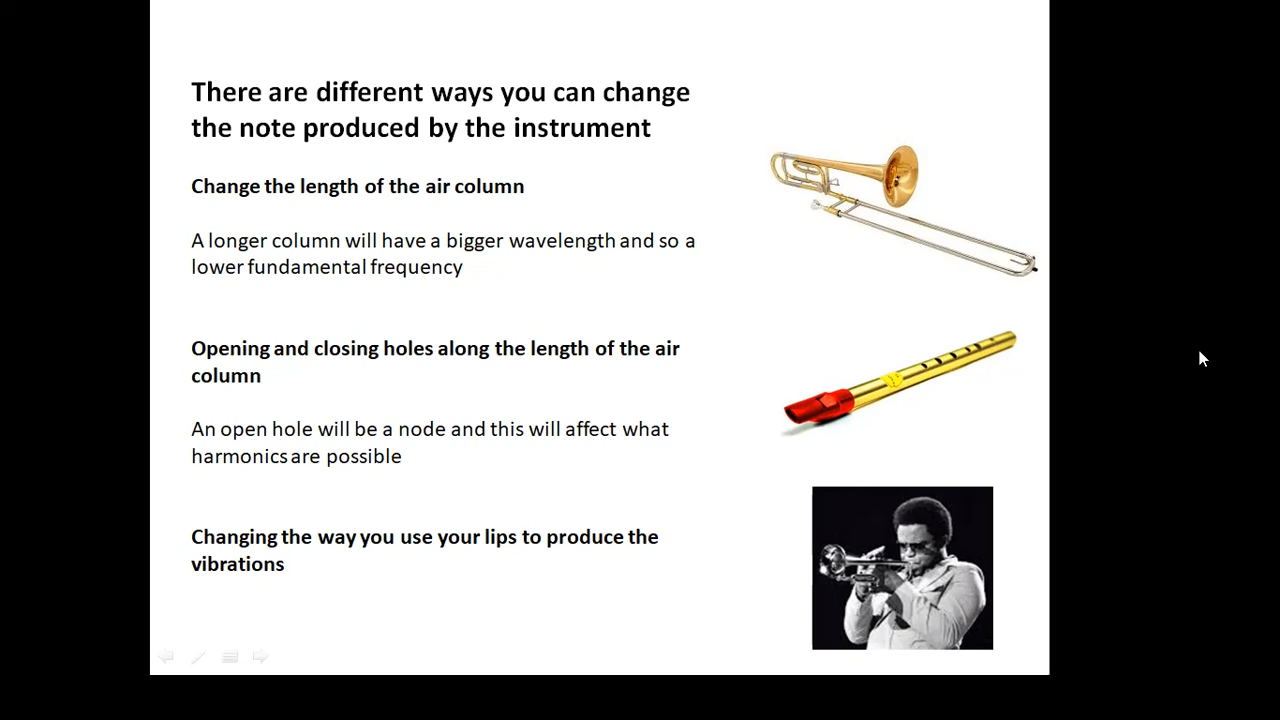 There are different ways you can change
the note produced by the instrument
Change the length of the air column
A longer column will have a bigger wavelength and so a
lower fundamental frequency
Opening and closing holes along the length of the air
column
An open hole will be a node and this will affect what
harmonics are possible
Changing the way you use your lips to produce the
vibrations